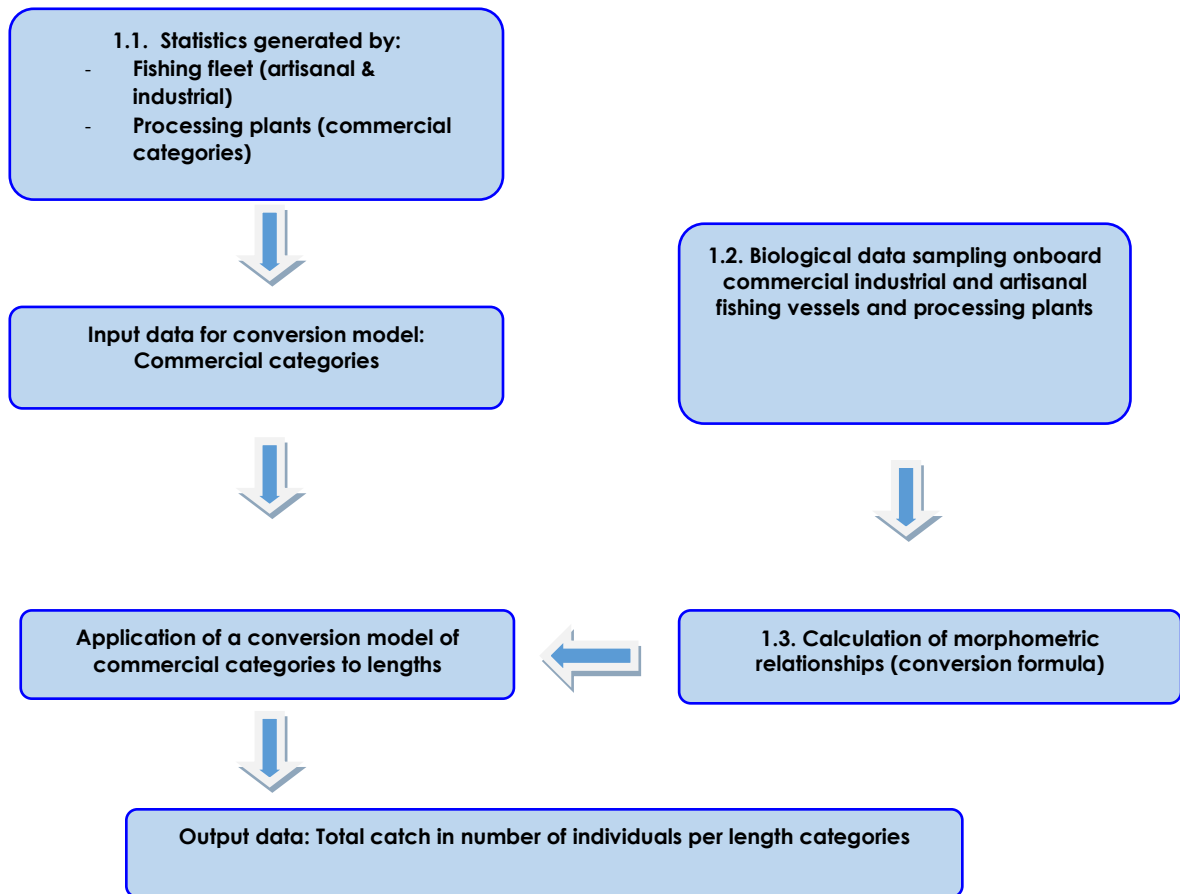 1.1. Statistics generated by:
- Fishing fleet (artisanal &
industrial)
- Processing plants (commercial
categories)
1.2. Biological data sampling onboard
commercial industrial and artisanal
fishing vessels and processing plants
Input data for conversion model:
Commercial categories
Application of a conversion model of
commercial categories to lengths
1.3. Calculation of morphometric
relationships (conversion formula)
Output data: Total catch in number of individuals per length categories